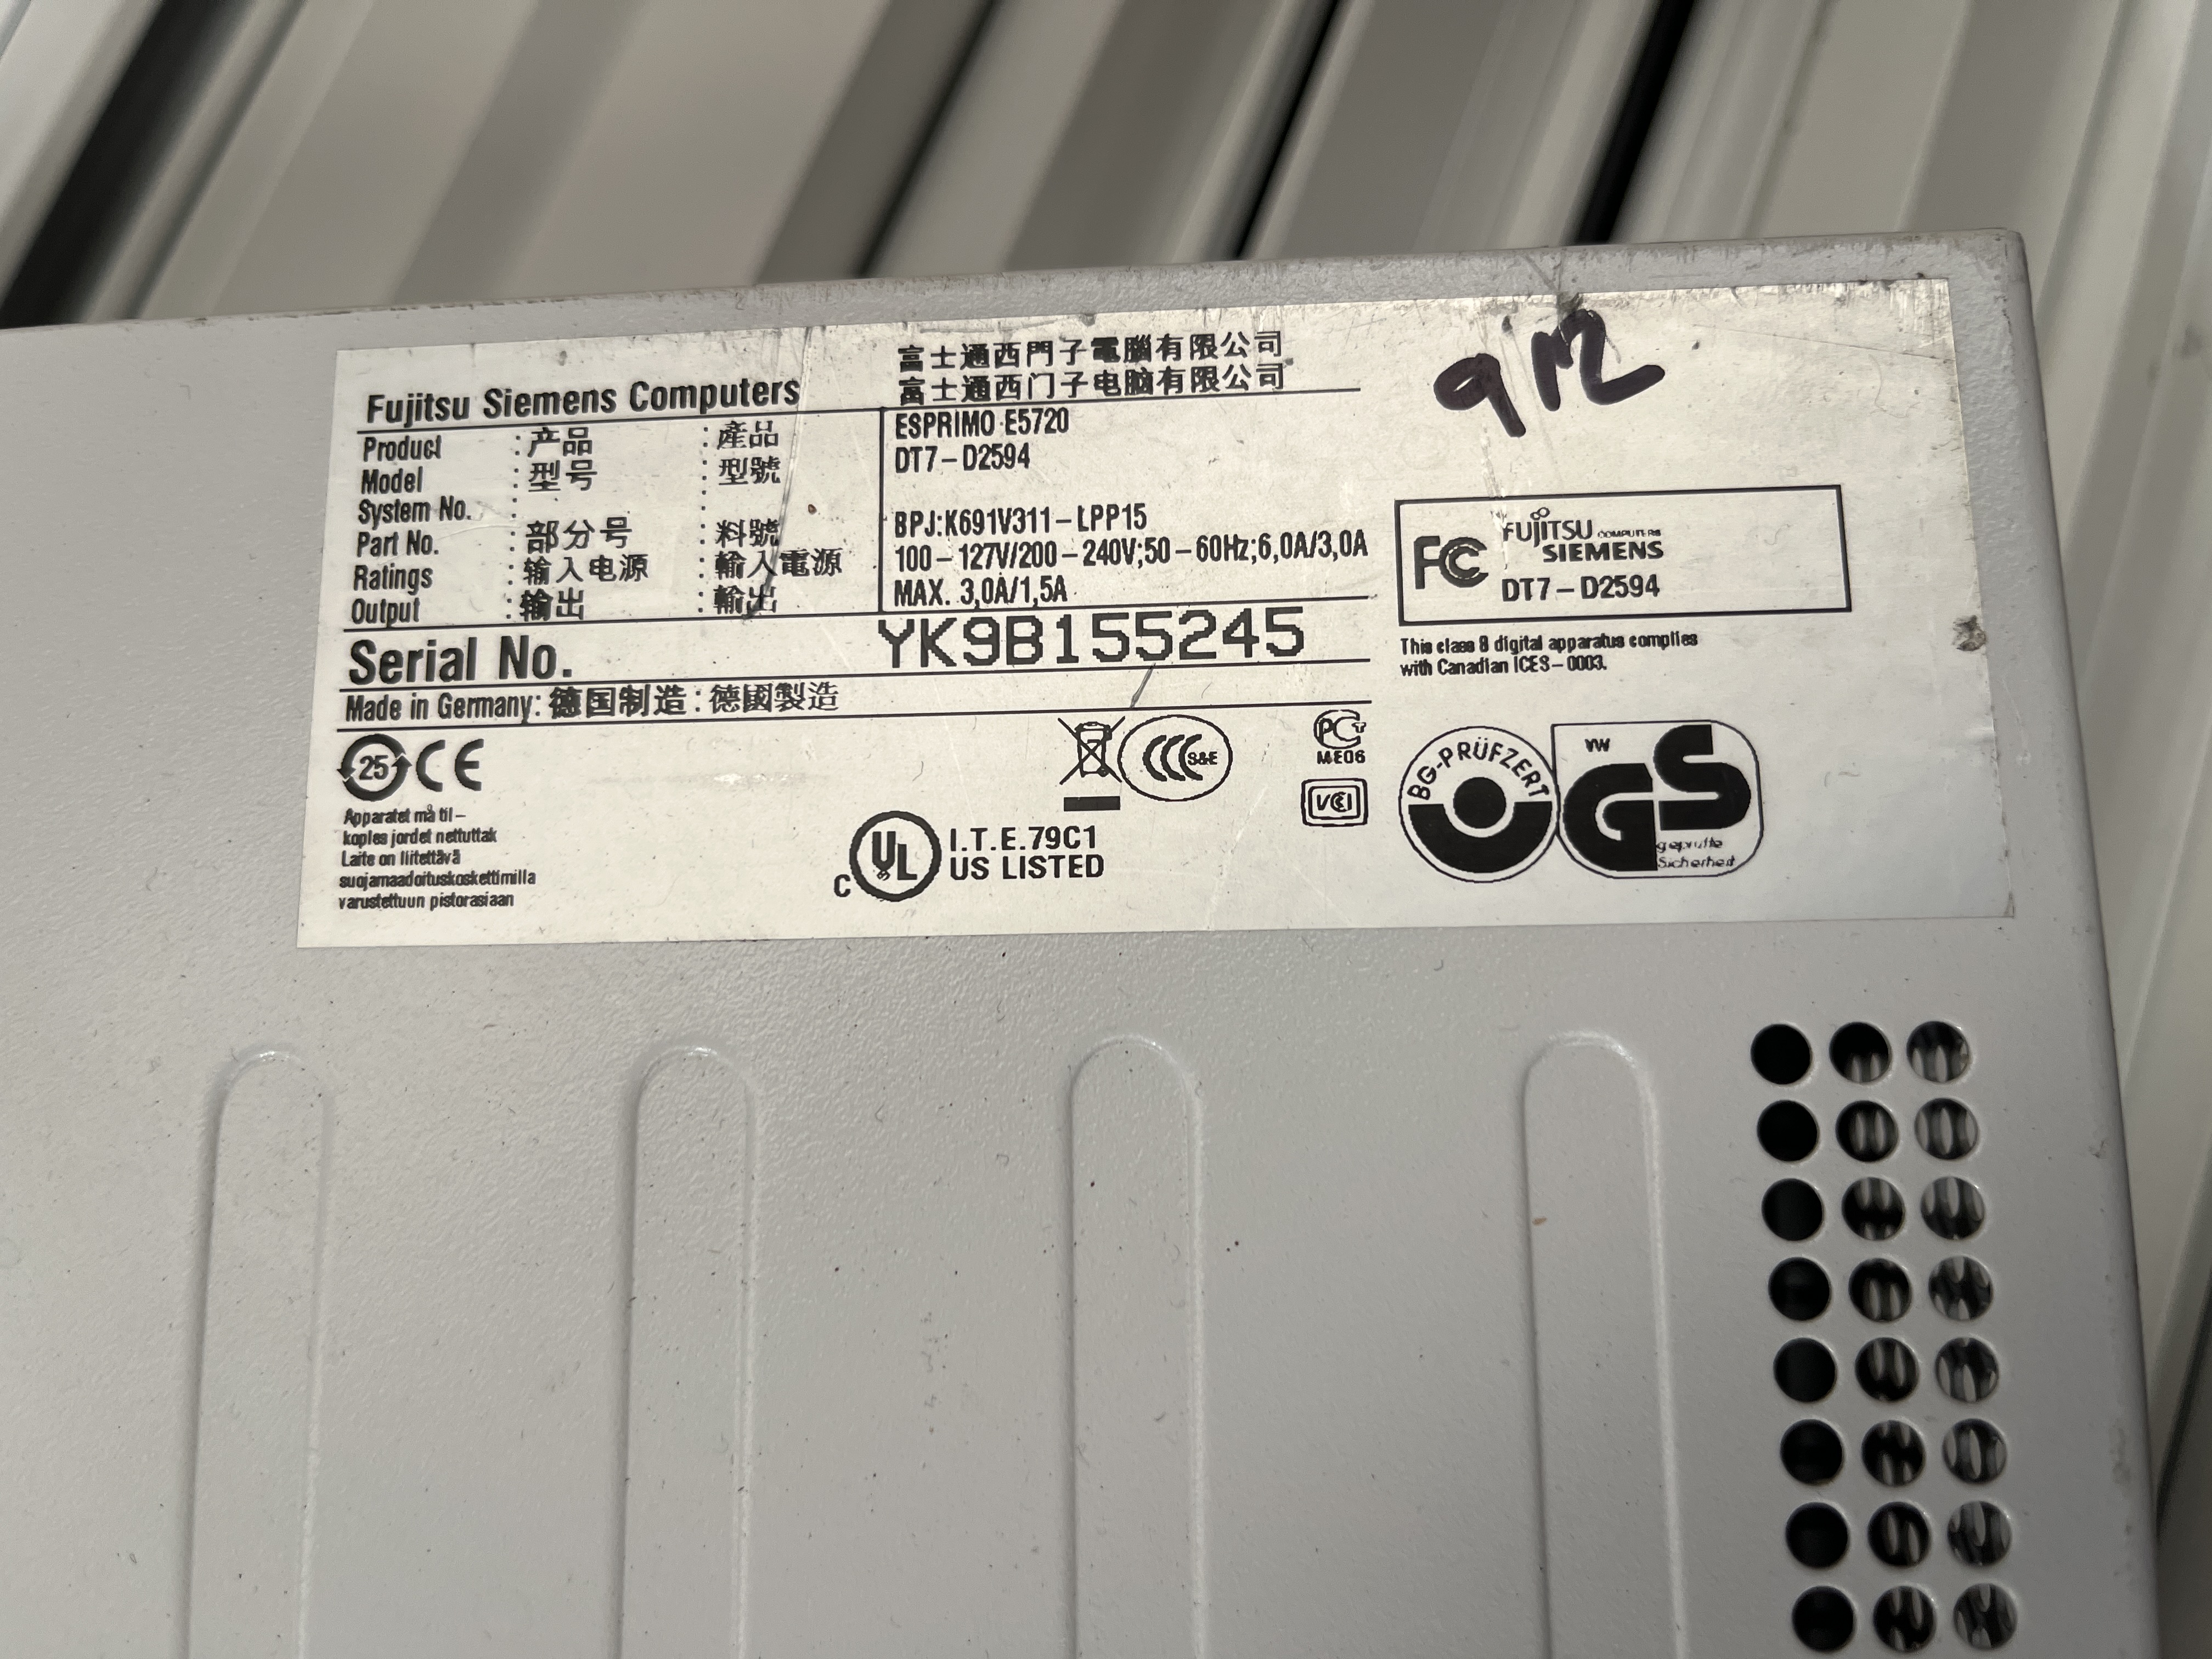 Fujitsu Siemens Computers
富士通西門子電腦有限公司
富士通西门子电脑有限公司
Product : 产品 : 產品 ESPRIMO E5720
Model : 型号 : 型號 DT7-D2594
System No. : :
Part No. : 部分号 : 料號 BPJ:K691V311-LPP15
Ratings : 输入电源 : 輸入電源 100-127V/200-240V;50-60Hz;6,0A/3,0A
Output : 输出 : 輸出 MAX. 3,0A/1,5A
Serial No. YK9B155245
Made in Germany: 德国制造 : 德國製造
25 CE
Apparatet må til-
koples jordet nettuttak
Laite on liitettävä
suojamaadoituskoskettimilla
varustettuun pistorasiaan
C UL I.T.E.79C1
US LISTED
CCC S&E
PCT
ME06
VCI
FC FUJITSU COMPUTERS
SIEMENS
DT7-D2594
This class B digital apparatus complies
with Canadian ICES-0003.
BG-PRÜFZERT
GS
geprüfte
Sicherheit